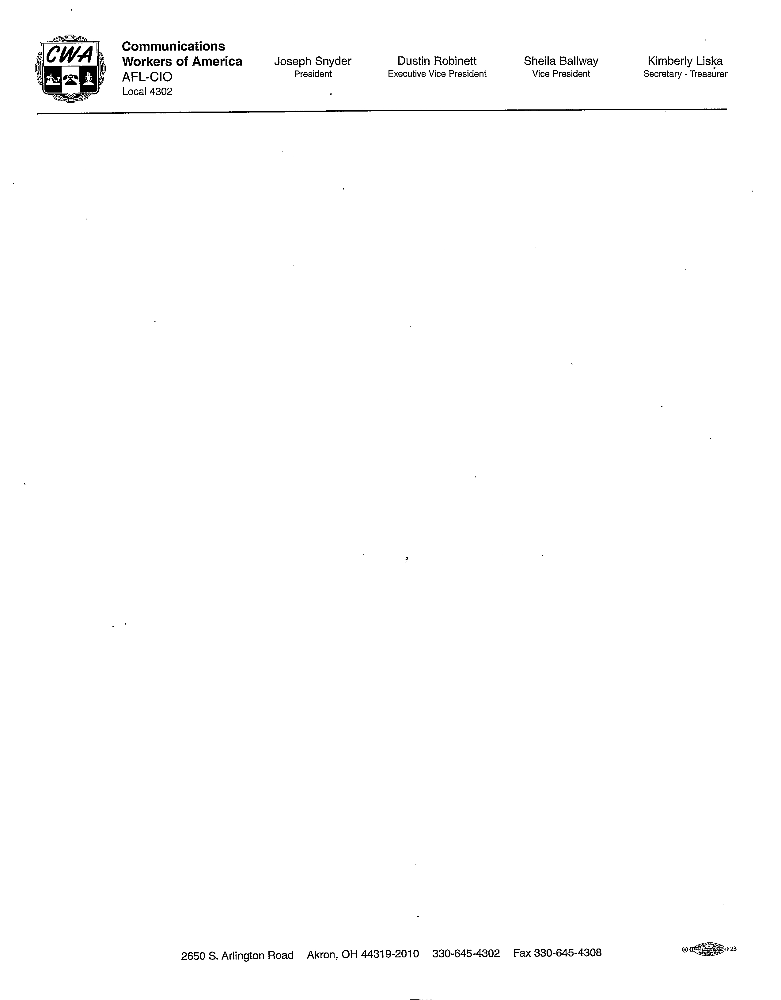 CWA
Communications
Workers of America
AFL-CIO
Local 4302
Joseph Snyder
President
Dustin Robinett
Executive Vice President
Sheila Ballway
Vice President
Kimberly Liska
Secretary - Treasurer
2650 S. Arlington Road Akron, OH 44319-2010 330-645-4302 Fax 330-645-4308
® 23